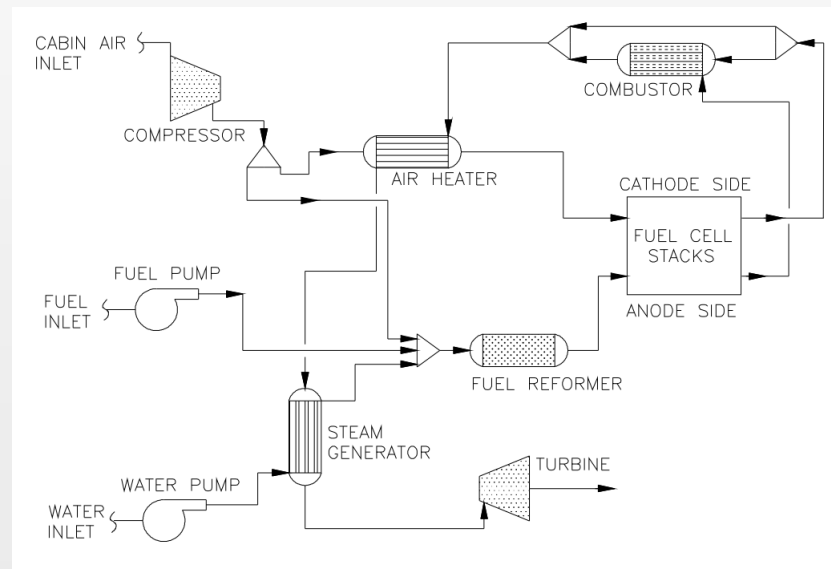 CABIN AIR
INLET
COMPRESSOR
COMBUSTOR
AIR HEATER
CATHODE SIDE
FUEL CELL
STACKS
ANODE SIDE
FUEL PUMP
FUEL
INLET
FUEL REFORMER
STEAM
GENERATOR
TURBINE
WATER PUMP
WATER
INLET